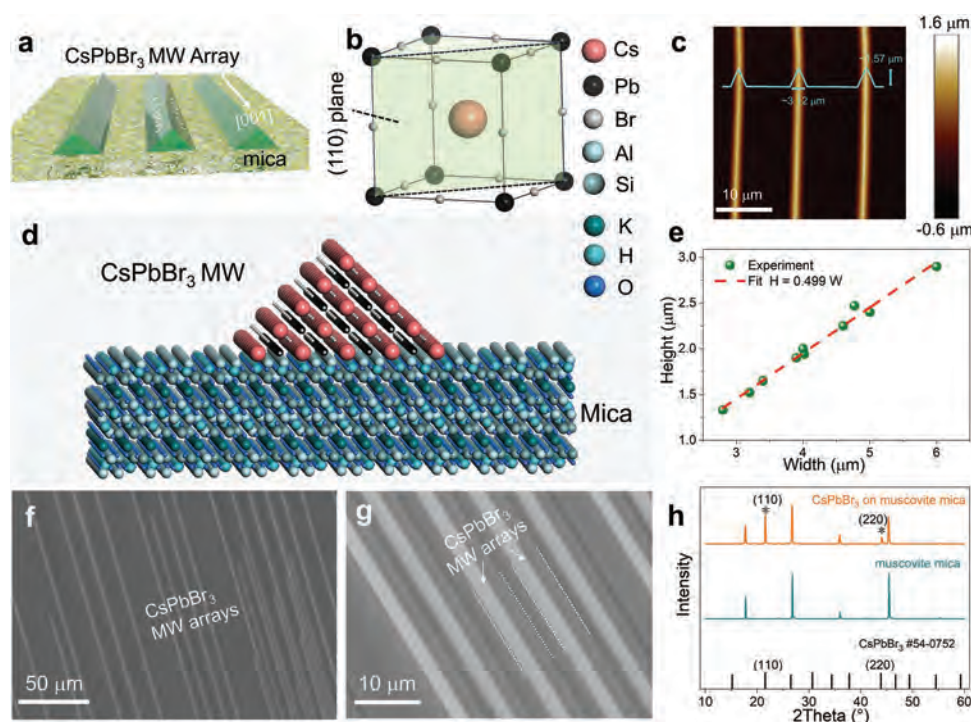 a
CsPbBr₃ MW Array
[001]
mica
b
(110) plane
Cs
Pb
Br
Al
Si
K
H
O
c
10 μm
1.6 μm
-0.6 μm
d
CsPbBr₃ MW
Mica
e
Experiment
Fit H = 0.499 W
Height (μm)
3.0
2.5
2.0
1.5
1.0
3 4 5 6
Width (μm)
f
CsPbBr₃
MW arrays
50 μm
g
CsPbBr₃
MW arrays
10 μm
h
CsPbBr₃ on muscovite mica
(110)
*
(220)
*
muscovite mica
CsPbBr₃ #54-0752
(110) (220)
Intensity
10 20 30 40 50 60
2Theta (°)